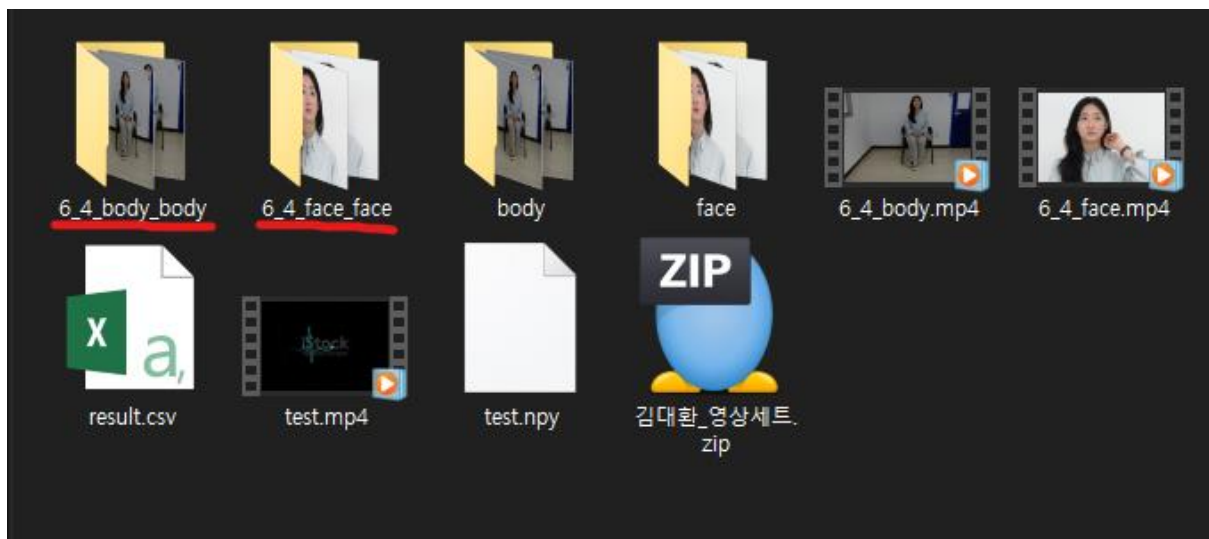 6_4_body_body
6_4_face_face
body
face
6_4_body.mp4
6_4_face.mp4
X
a,
iStock
ZIP
result.csv
test.mp4
test.npy
김대환_영상세트.
zip